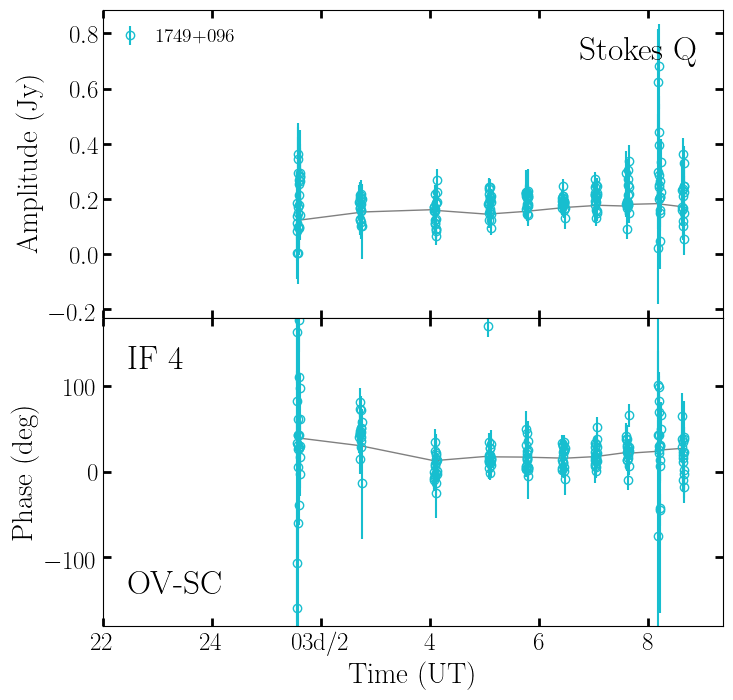 0.8
1749+096
Stokes Q
0.6
0.4
0.2
0.0
−0.2
Amplitude (Jy)
IF 4
100
0
−100
Phase (deg)
OV-SC
22
24
03d/2
4
6
8
Time (UT)